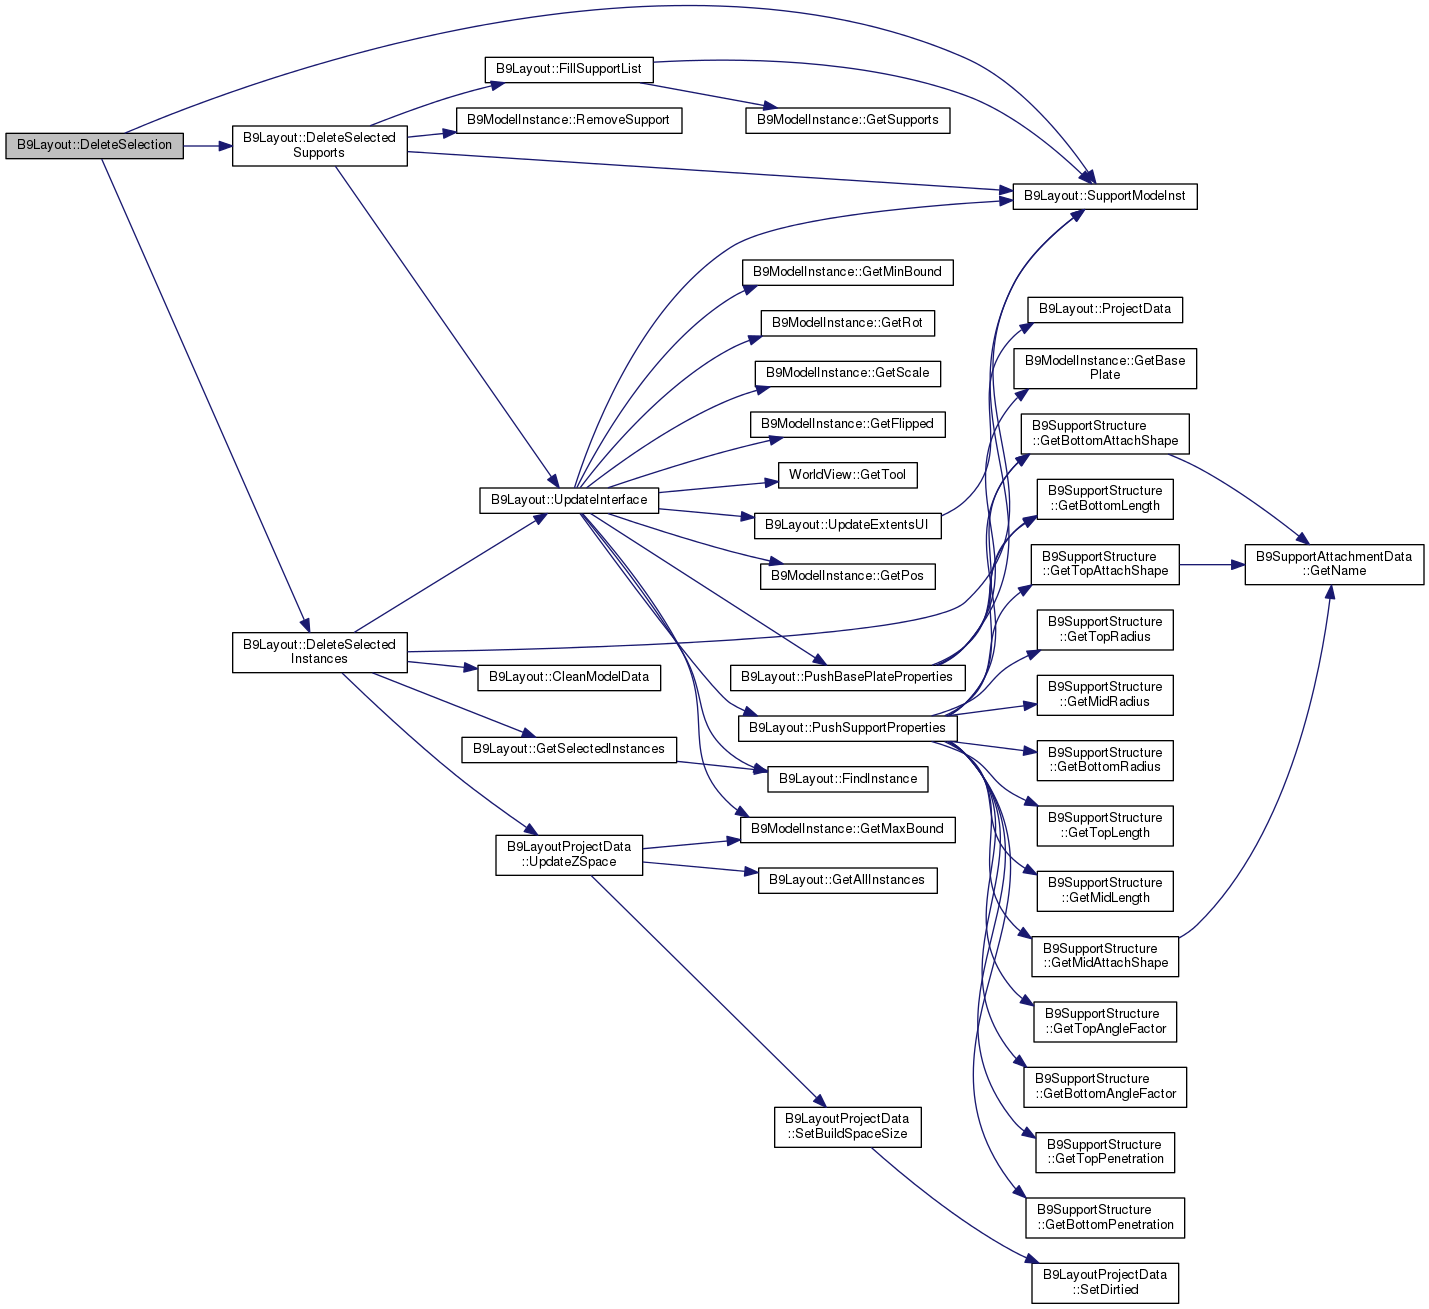 B9Layout::DeleteSelection
B9Layout::DeleteSelected
Supports
B9Layout::DeleteSelected
Instances
B9Layout::FillSupportList
B9ModelInstance::RemoveSupport
B9Layout::UpdateInterface
B9Layout::CleanModelData
B9Layout::GetSelectedInstances
B9LayoutProjectData
::UpdateZSpace
B9ModelInstance::GetSupports
B9ModelInstance::GetMinBound
B9ModelInstance::GetRot
B9ModelInstance::GetScale
B9ModelInstance::GetFlipped
WorldView::GetTool
B9Layout::UpdateExtentsUI
B9ModelInstance::GetPos
B9Layout::PushBasePlateProperties
B9Layout::PushSupportProperties
B9Layout::FindInstance
B9ModelInstance::GetMaxBound
B9Layout::GetAllInstances
B9LayoutProjectData
::SetBuildSpaceSize
B9Layout::SupportModeInst
B9Layout::ProjectData
B9ModelInstance::GetBase
Plate
B9SupportStructure
::GetBottomAttachShape
B9SupportStructure
::GetBottomLength
B9SupportStructure
::GetTopAttachShape
B9SupportStructure
::GetTopRadius
B9SupportStructure
::GetMidRadius
B9SupportStructure
::GetBottomRadius
B9SupportStructure
::GetTopLength
B9SupportStructure
::GetMidLength
B9SupportStructure
::GetMidAttachShape
B9SupportStructure
::GetTopAngleFactor
B9SupportStructure
::GetBottomAngleFactor
B9SupportStructure
::GetTopPenetration
B9SupportStructure
::GetBottomPenetration
B9LayoutProjectData
::SetDirtied
B9SupportAttachmentData
::GetName